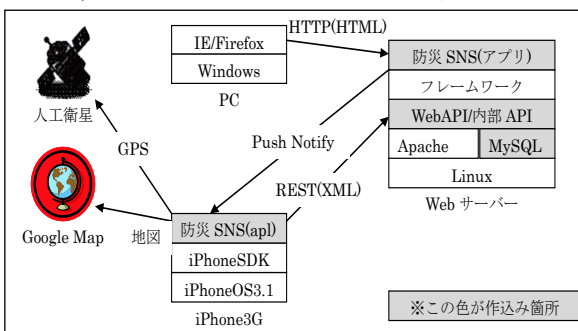 HTTP(HTML)
IE/Firefox
Windows
PC
防災 SNS(アプリ)
フレームワーク
WebAPI/内部 API
Apache
MySQL
Linux
Web サーバー
人工衛星
GPS
Push Notify
REST(XML)
Google Map
地図
防災 SNS(apl)
iPhoneSDK
iPhoneOS3.1
iPhone3G
※この色が作込み箇所